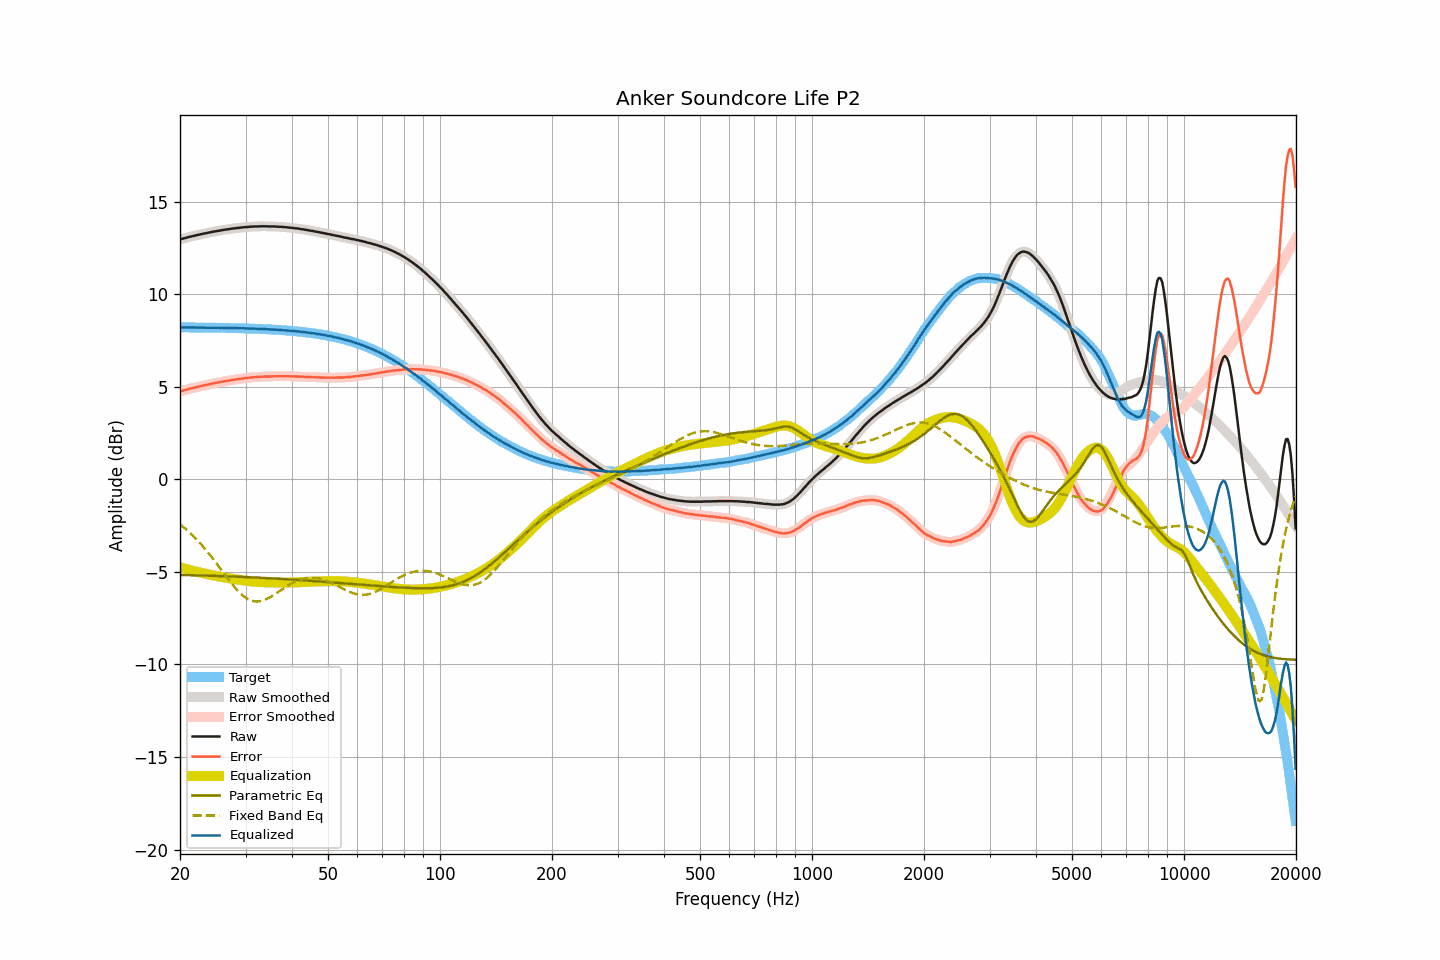 Anker Soundcore Life P2
Amplitude (dBr)
15
10
5
0
−5
−10
−15
−20
Target
Raw Smoothed
Error Smoothed
Raw
Error
Equalization
Parametric Eq
Fixed Band Eq
Equalized
20 50 100 200 500 1000 2000 5000 10000 20000
Frequency (Hz)